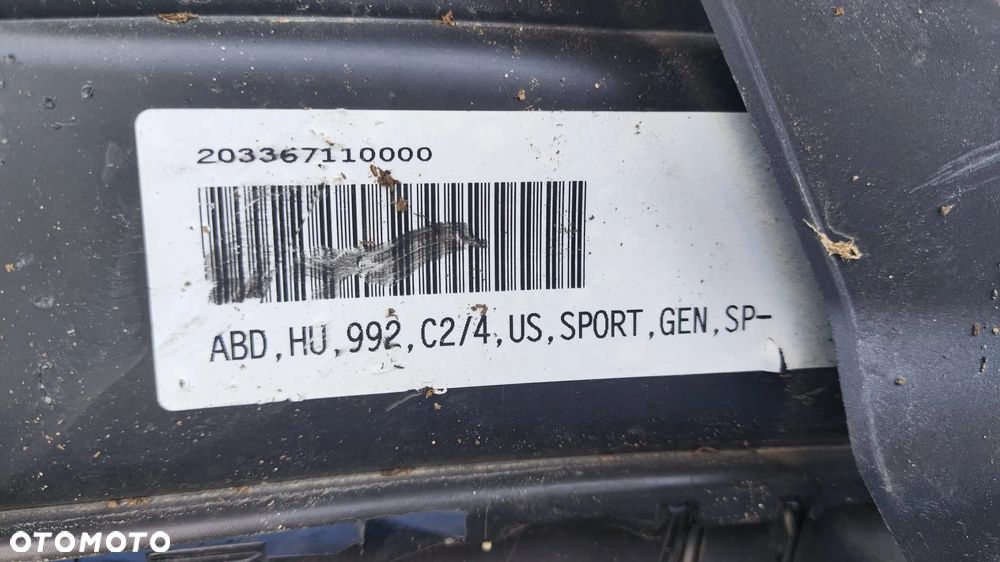 203367110000
ABD,HU,992,C2/4,US,SPORT,GEN,SP-
OTOMOTO